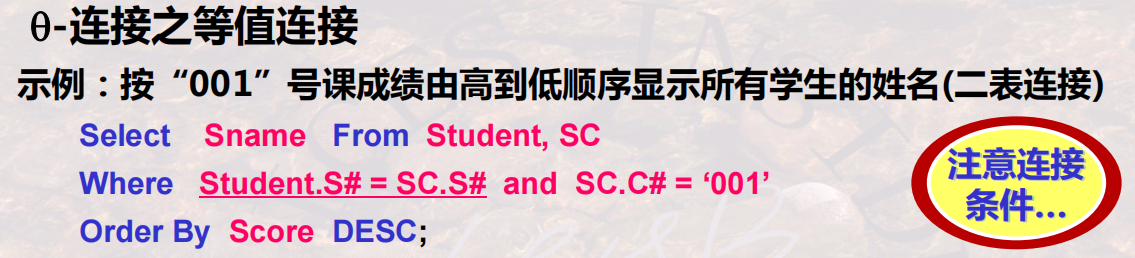 θ-连接之等值连接
示例：按“001”号课成绩由高到低顺序显示所有学生的姓名(二表连接)
Select Sname From Student, SC
Where Student.S# = SC.S# and SC.C# = ‘001’
Order By Score DESC;
注意连接
条件...